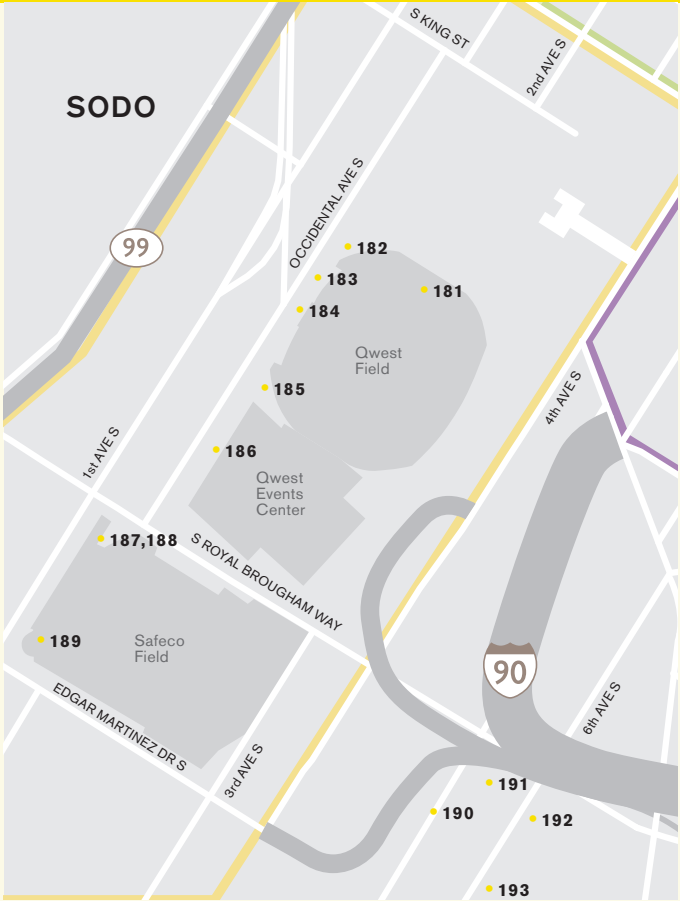 S KING ST
2nd AVE S
SODO
OCCIDENTAL AVE S
99
182
183
181
184
Qwest
Field
185
4th AVE S
1st AVE S
186
Qwest
Events
Center
187,188
S ROYAL BROUGHAM WAY
189
Safeco
Field
90
EDGAR MARTINEZ DR S
6th AVE S
3rd AVE S
191
190
192
193